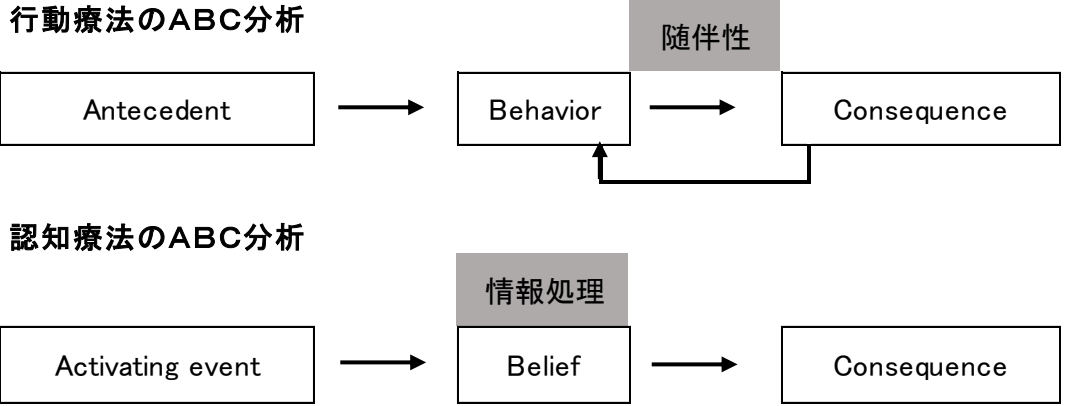 行動療法のＡＢＣ分析
随伴性
Antecedent
Behavior
Consequence
認知療法のＡＢＣ分析
情報処理
Activating event
Belief
Consequence